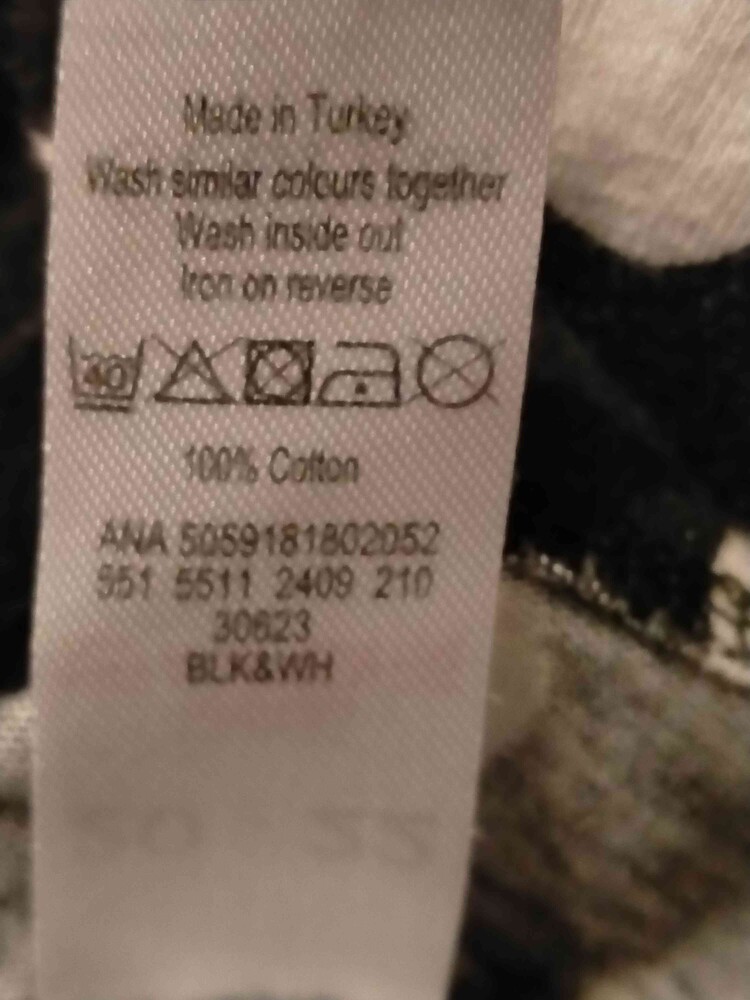 Made in Turkey
Wash similar colours together
Wash inside out
Iron on reverse
40
100% Cotton
ANA 5059181802052
551 5511 2409 210
30623
BLK&WH